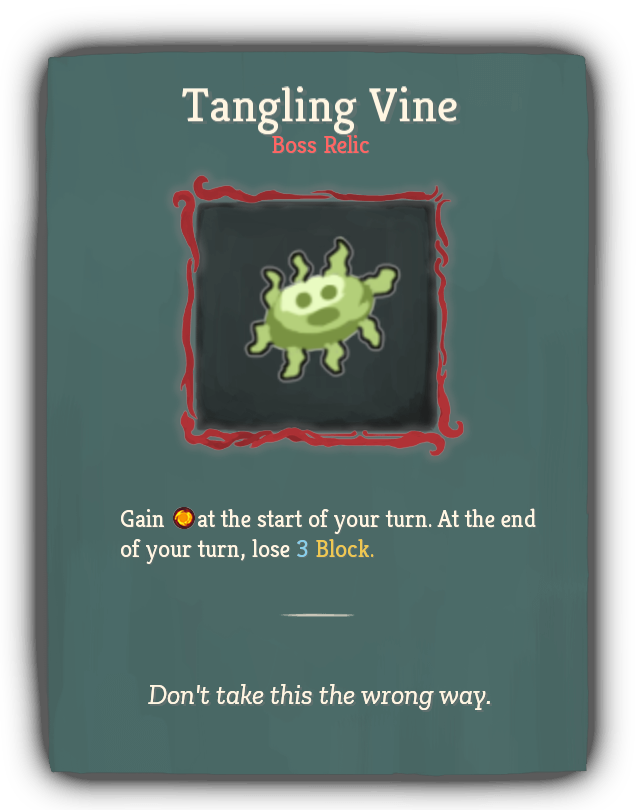 Tangling Vine
Boss Relic
Gain at the start of your turn. At the end
of your turn, lose 3 Block.
Don't take this the wrong way.